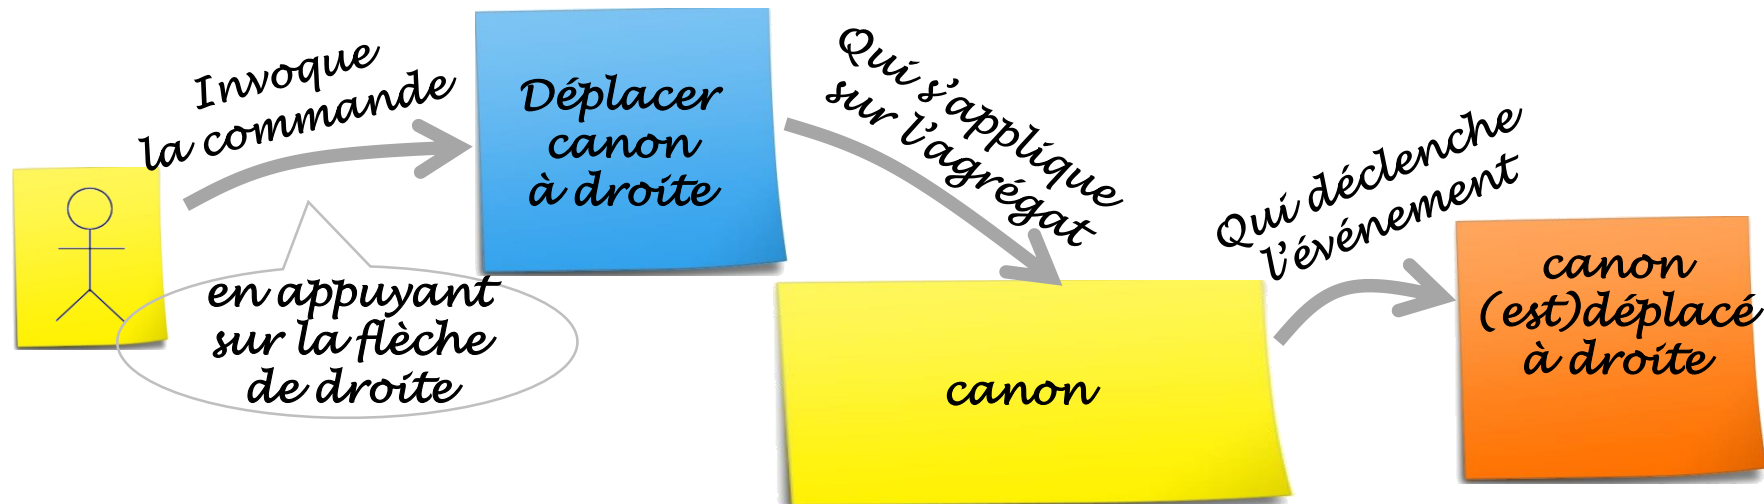 Invoque
la commande
en appuyant
sur la flèche
de droite
Déplacer
canon
à droite
Qui s’applique
sur l’agrégat
canon
Qui déclenche
l’événement
canon
(est)déplacé
à droite